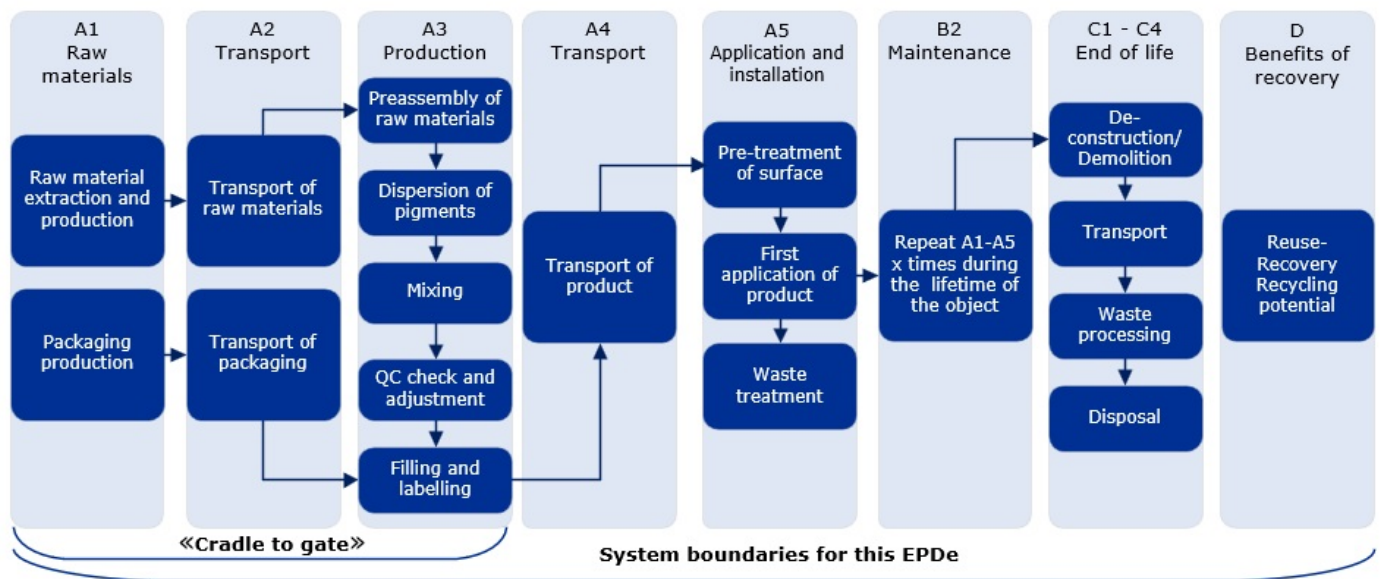 A1
Raw
materials
Raw material
extraction and
production
Packaging
production
A2
Transport
Transport of
raw materials
Transport of
packaging
A3
Production
Preassembly of
raw materials
Dispersion of
pigments
Mixing
QC check and
adjustment
Filling and
labelling
A4
Transport
Transport of
product
A5
Application and
installation
Pre-treatment
of surface
First
application of
product
Waste
treatment
B2
Maintenance
Repeat A1-A5
x times during
the lifetime of
the object
C1 - C4
End of life
De-
construction/
Demolition
Transport
Waste
processing
Disposal
D
Benefits of
recovery
Reuse-
Recovery
Recycling
potential
«Cradle to gate»
System boundaries for this EPDe